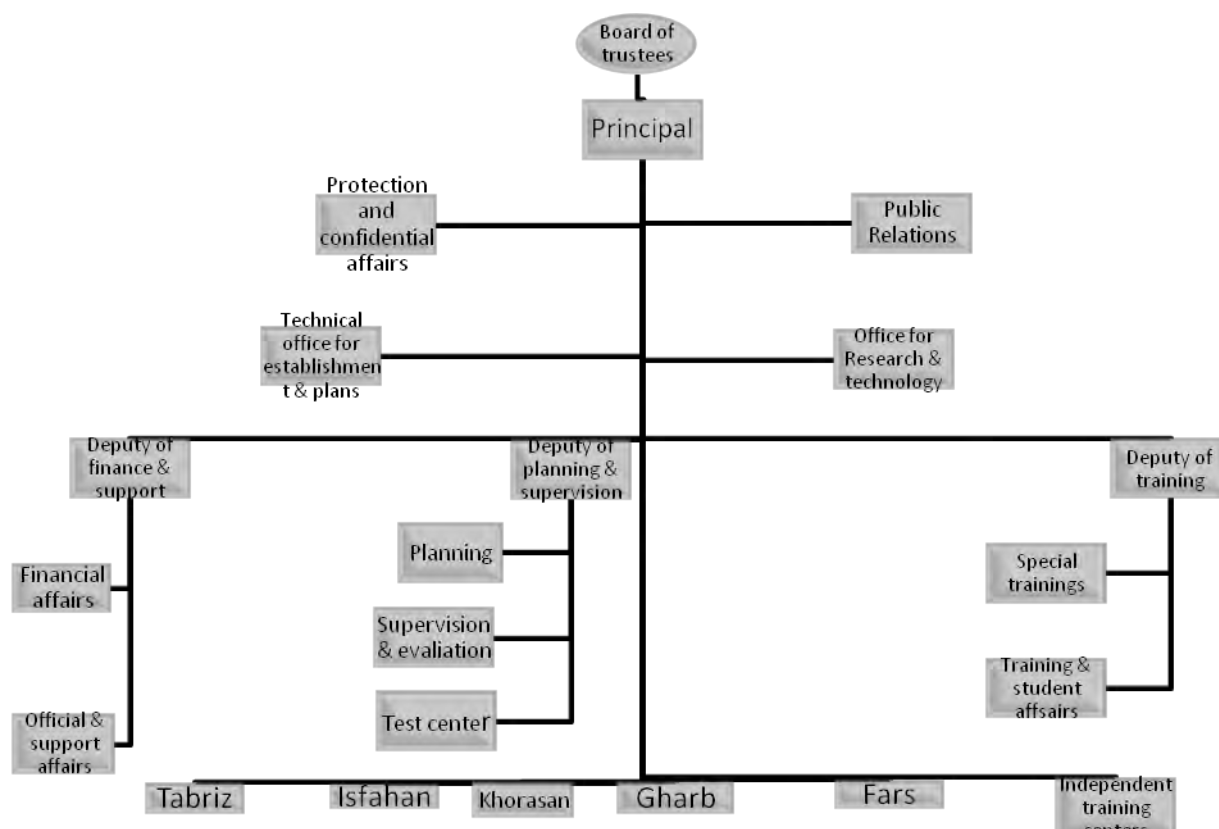 Board of
trustees
Principal
Protection
and
confidential
affairs
Public
Relations
Technical
office for
establishmen
t & plans
Office for
Research &
technology
Deputy of
finance &
support
Deputy of
planning &
supervision
Deputy of
training
Planning
Special
trainings
Financial
affairs
Supervision
& evaliation
Training &
student
affsairs
Test center
Official &
support
affairs
Tabriz
Isfahan
Khorasan
Gharb
Fars
Independent
training
centers